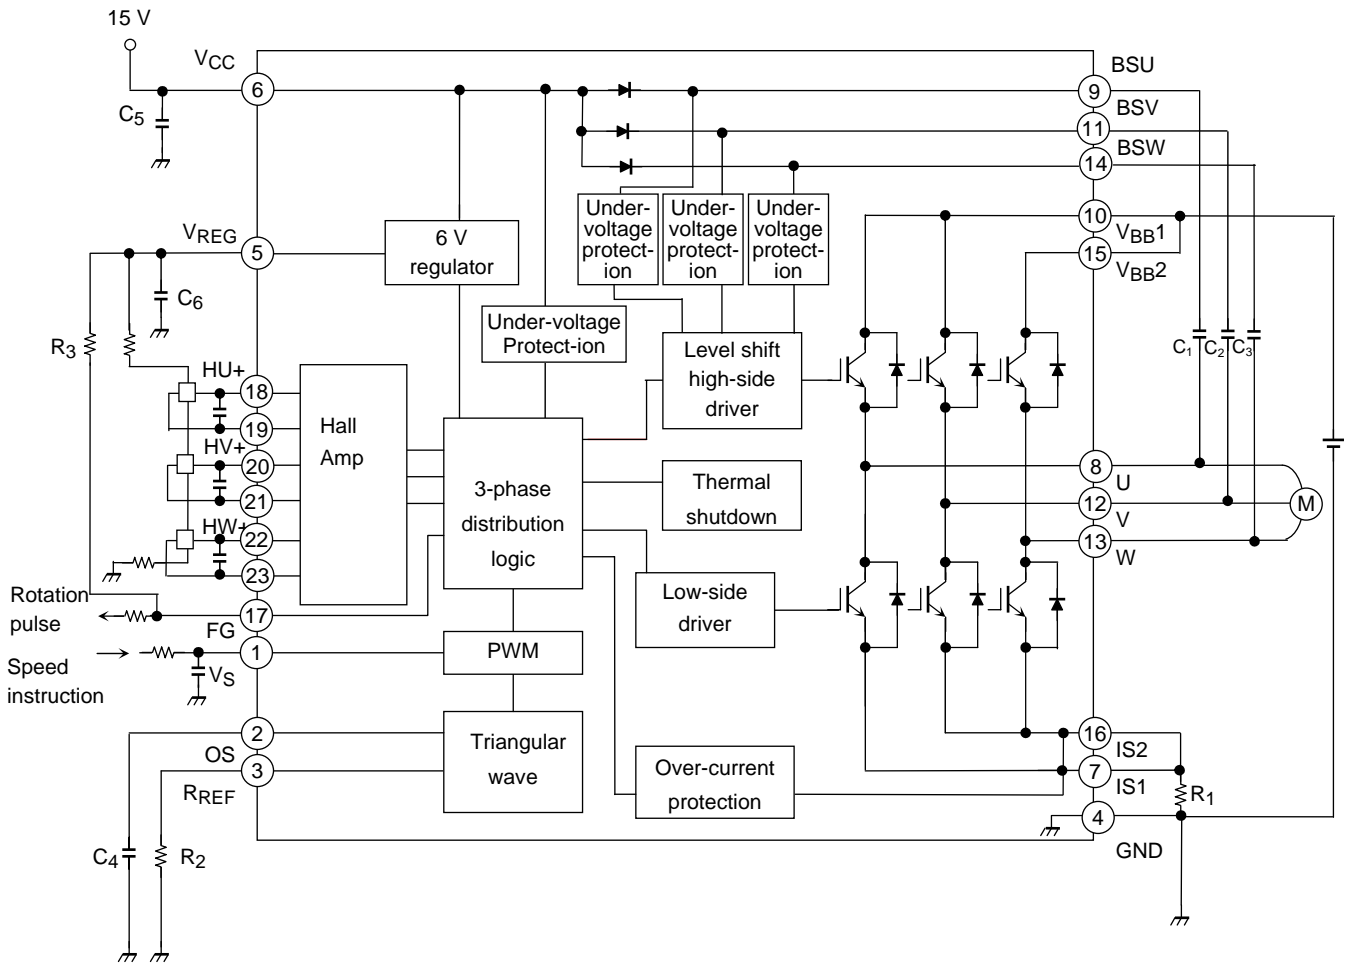 15 V
VCC
6
C5
BSU
9
BSV
11
BSW
14
10
VBB1
15
VBB2
VREG
5
C6
R3
6 V
regulator
Under-
voltage
protect-
ion
Under-
voltage
protect-
ion
Under-
voltage
protect-
ion
Under-voltage
Protect-ion
Level shift
high-side
driver
C1
C2
C3
HU+
18
19
HV+
20
21
HW+
22
23
Hall
Amp
3-phase
distribution
logic
Thermal
shutdown
Low-side
driver
8
U
12
V
13
W
M
Rotation
pulse
17
FG
Speed
instruction
1
VS
PWM
2
OS
3
RREF
Triangular
wave
Over-current
protection
16
IS2
7
IS1
R1
4
GND
C4
R2